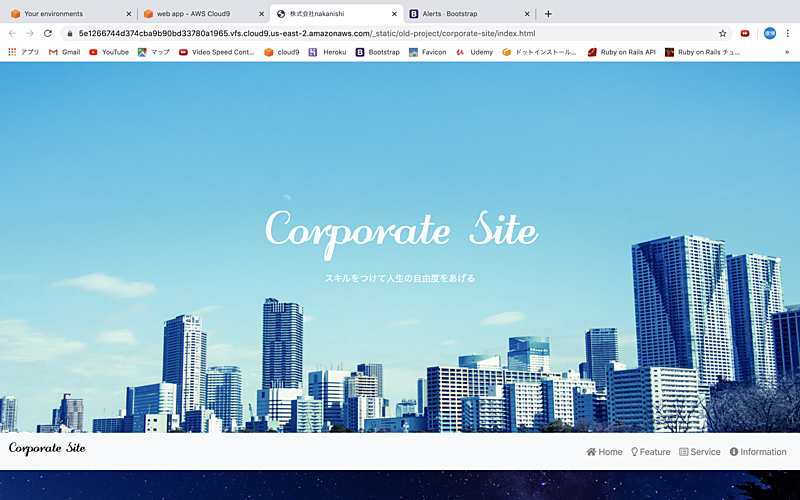 Your environments
web app - AWS Cloud9
株式会社nakanishi
Alerts · Bootstrap
5e1266744d374cba9b90bd33780a1965.vfs.cloud9.us-east-2.amazonaws.com/_static/old-project/corporate-site/index.html
アプリ
Gmail
YouTube
マップ
Video Speed Cont...
cloud9
Heroku
Bootstrap
Favicon
Udemy
ドットインストール...
Ruby on Rails API
Ruby on Rails チュ...
»
Corporate Site
スキルをつけて人生の自由度をあげる
Corporate Site
Home
Feature
Service
Information